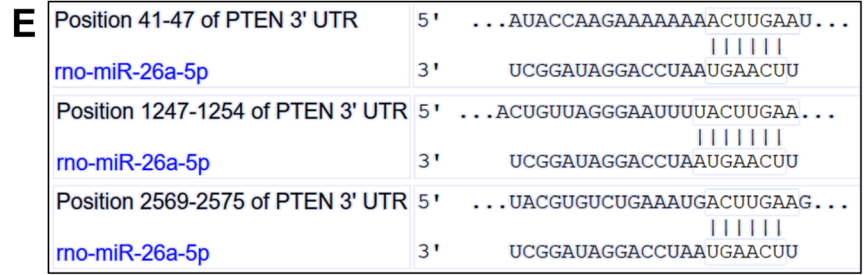 E
Position 41-47 of PTEN 3' UTR 5' ...AUACCAAGAAAAAAAACUUGAAU...
rno-miR-26a-5p 3' UCGGAUAGGACCUAAUGAACUU
Position 1247-1254 of PTEN 3' UTR 5' ...ACUGUUAGGGAAUUUUACUUGAA...
rno-miR-26a-5p 3' UCGGAUAGGACCUAAUGAACUU
Position 2569-2575 of PTEN 3' UTR 5' ...UACGUGUCUGAAAUGACUUGAAG...
rno-miR-26a-5p 3' UCGGAUAGGACCUAAUGAACUU